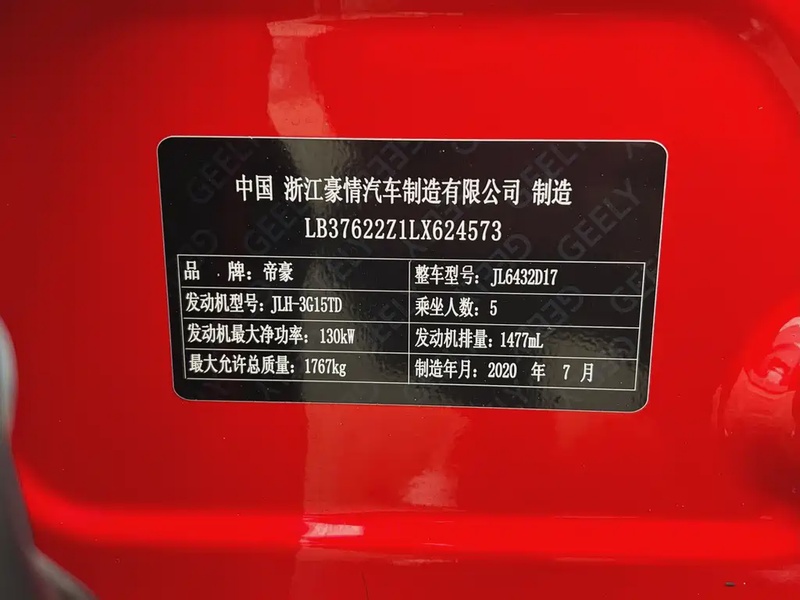 中国 浙江豪情汽车制造有限公司 制造
LB37622Z1LX624573
品 牌：帝豪 整车型号：JL6432D17
发动机型号：JLH-3G15TD 乘坐人数：5
发动机最大净功率：130kW 发动机排量：1477mL
最大允许总质量：1767kg 制造年月：2020 年 7 月
GEELY